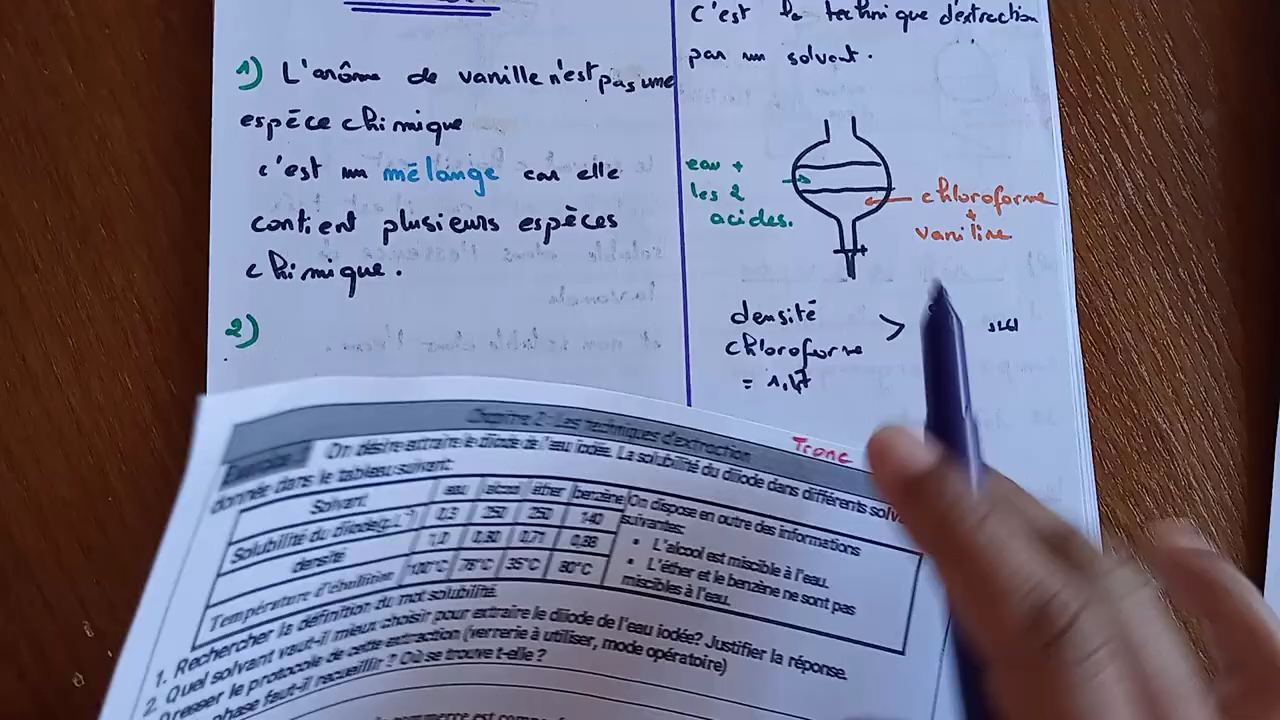 1) L'arôme de vanille n'est pas une
espèce chimique
c'est un mélange car elle
contient plusieurs espèces
chimique.
2)
c'est la technique d'extraction
par un solvant.
eau +
les 2
acides.
chloroforme
+
vaniline
densité
chloroforme
= 1,47
>
Chapitre 2 - Les techniques d'extraction
Tronc
Exercice On désire extraire le diiode de l'eau iodée. La solubilité du diiode dans différents solv
donnée dans le tableau suivant:
Solvant eau alcool éther benzène
Solubilité du diiode(g.L⁻¹) 0,3 250 250 140
densité 1,0 0,80 0,71 0,88
Température d'ébullition 100°C 78°C 35°C 80°C
On dispose en outre des informations
suivantes:
• L'alcool est miscible à l'eau.
• L'éther et le benzène ne sont pas
miscibles à l'eau.
1. Rechercher la définition du mot solubilité.
2. Quel solvant vaut-il mieux choisir pour extraire le diiode de l'eau iodée? Justifier la réponse.
Dresser le protocole de cette extraction (verrerie à utiliser, mode opératoire)
phase faut-il recueillir ? Où se trouve t-elle ?